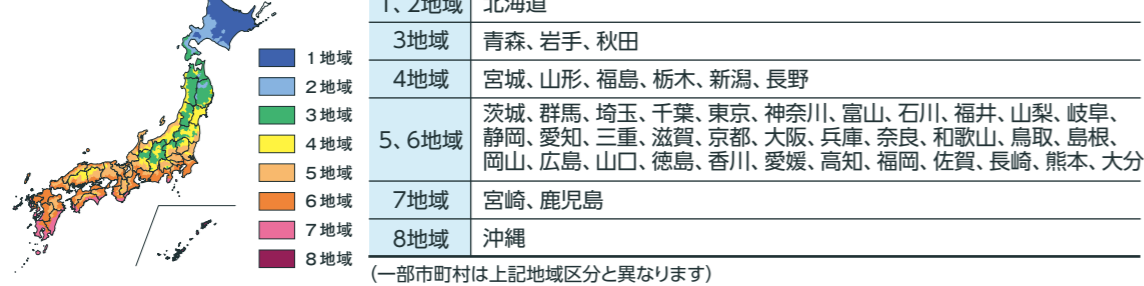 1、2地域 北海道
3地域 青森、岩手、秋田
4地域 宮城、山形、福島、栃木、新潟、長野
5、6地域 茨城、群馬、埼玉、千葉、東京、神奈川、富山、石川、福井、山梨、岐阜、
静岡、愛知、三重、滋賀、京都、大阪、兵庫、奈良、和歌山、鳥取、島根、
岡山、広島、山口、徳島、香川、愛媛、高知、福岡、佐賀、長崎、熊本、大分
7地域 宮崎、鹿児島
8地域 沖縄
(一部市町村は上記地域区分と異なります)
1地域
2地域
3地域
4地域
5地域
6地域
7地域
8地域